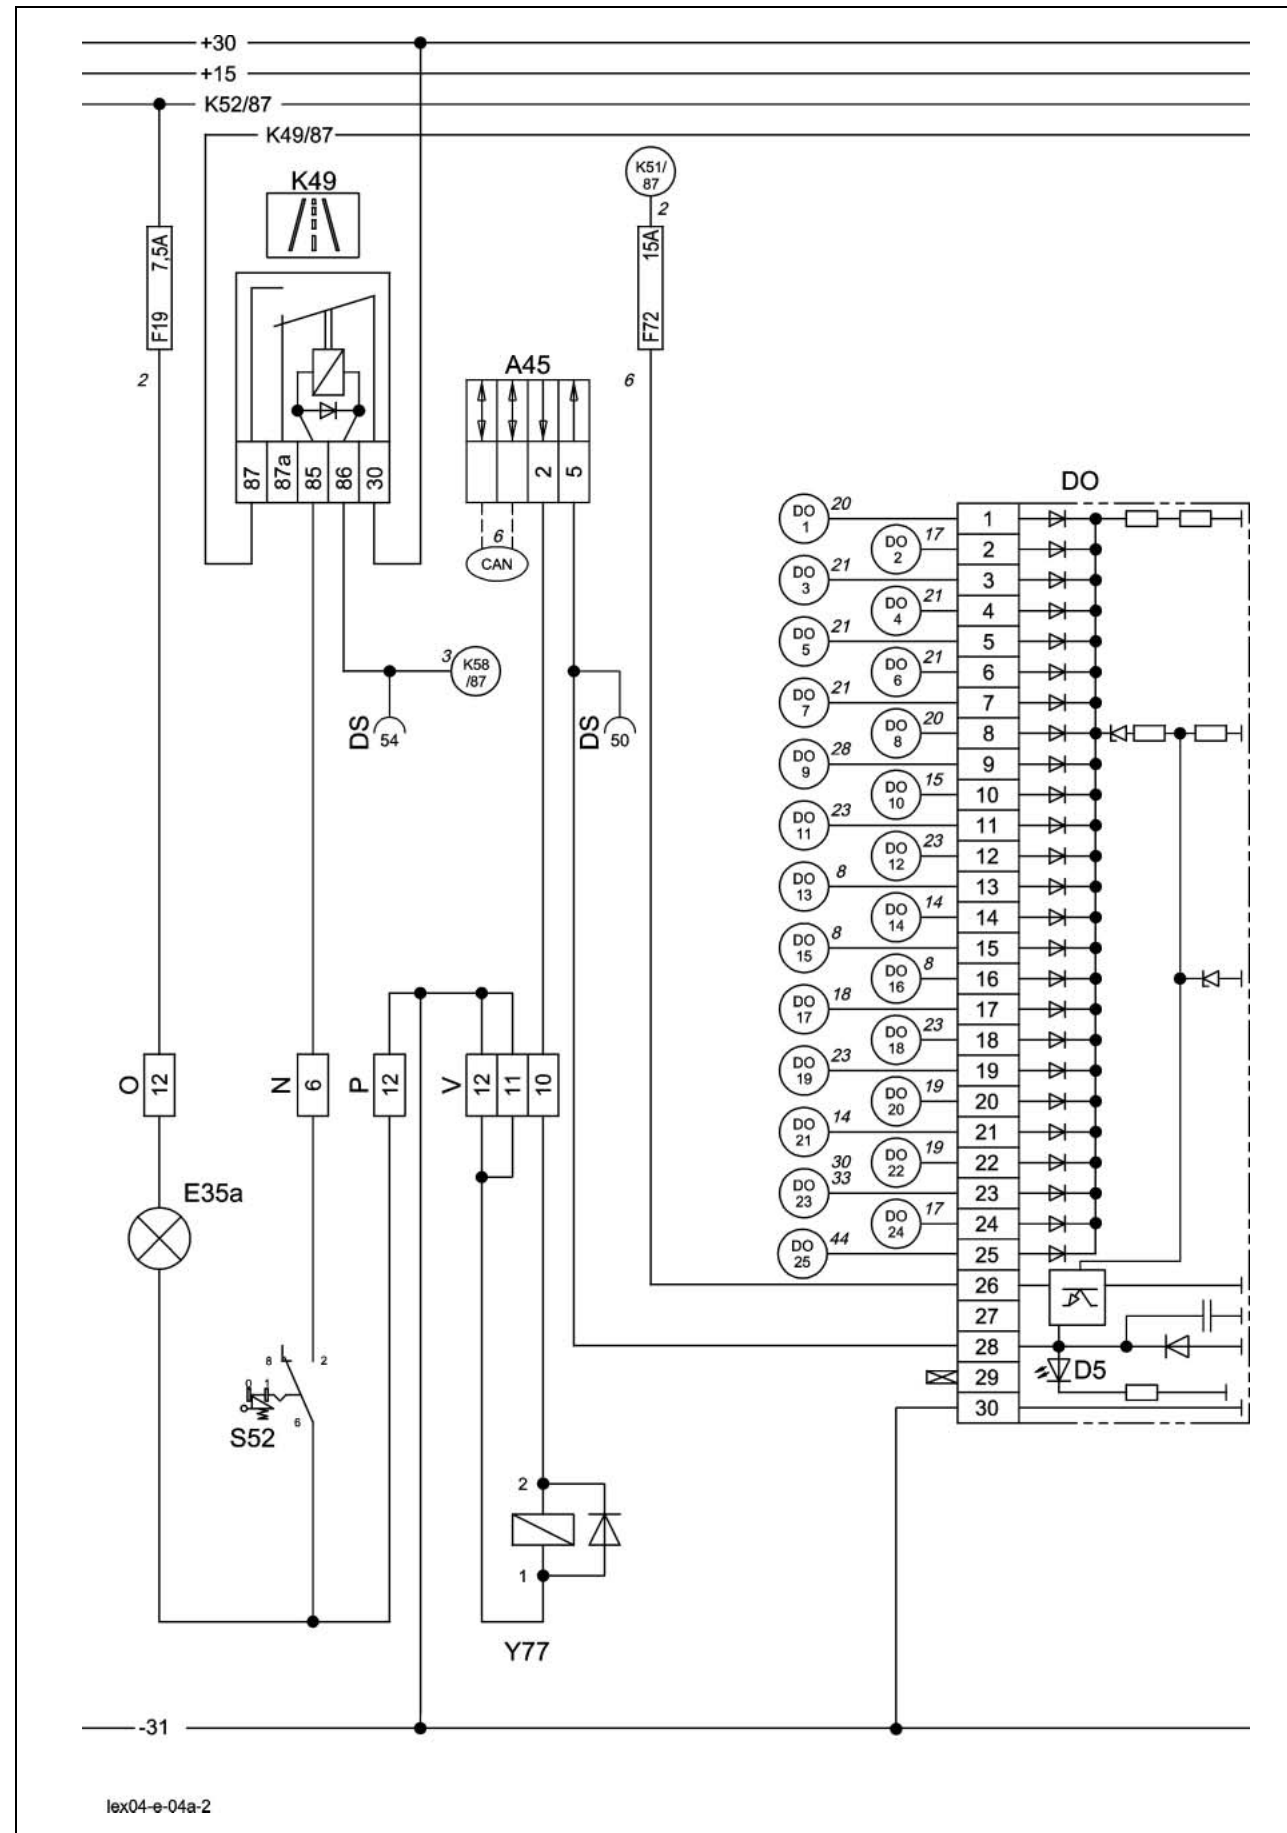 +30
+15
K52/87
K49/87
K49
K51/
87
2
7,5A
F19
2
15A
F72
6
A45
87
87a
85
86
30
2
5
6
CAN
3
K58
/87
DS
54
DS
50
DO
DO
1
20
1
DO
2
17
2
DO
3
21
3
DO
4
21
4
DO
5
21
5
DO
6
21
6
DO
7
21
7
DO
8
20
8
DO
9
28
9
DO
10
15
10
DO
11
23
11
DO
12
23
12
DO
13
8
13
DO
14
14
14
DO
15
8
15
DO
16
8
16
DO
17
18
17
DO
18
23
18
DO
19
23
19
DO
20
19
20
DO
21
14
21
DO
22
19
22
DO
23
30
33
23
DO
24
17
24
DO
25
44
25
26
27
28
29
30
D5
O
12
N
6
P
12
V
12
11
10
E35a
8
2
0
1
6
S52
2
1
Y77
-31
lex04-e-04a-2